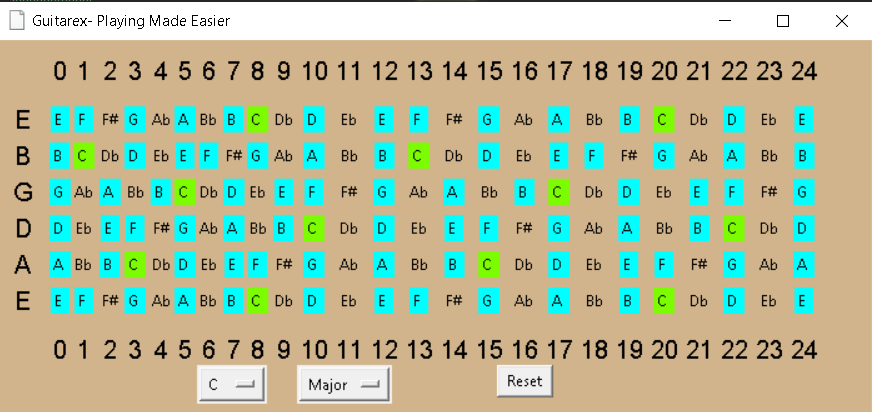 Guitarex- Playing Made Easier
0 1 2 3 4 5 6 7 8 9 10 11 12 13 14 15 16 17 18 19 20 21 22 23 24
E E F F# G Ab A Bb B C Db D Eb E F F# G Ab A Bb B C Db D Eb E
B B C Db D Eb E F F# G Ab A Bb B C Db D Eb E F F# G Ab A Bb B
G G Ab A Bb B C Db D Eb E F F# G Ab A Bb B C Db D Eb E F F# G
D D Eb E F F# G Ab A Bb B C Db D Eb E F F# G Ab A Bb B C Db D
A A Bb B C Db D Eb E F F# G Ab A Bb B C Db D Eb E F F# G Ab A
E E F F# G Ab A Bb B C Db D Eb E F F# G Ab A Bb B C Db D Eb E
0 1 2 3 4 5 6 7 8 9 10 11 12 13 14 15 16 17 18 19 20 21 22 23 24
C Major Reset